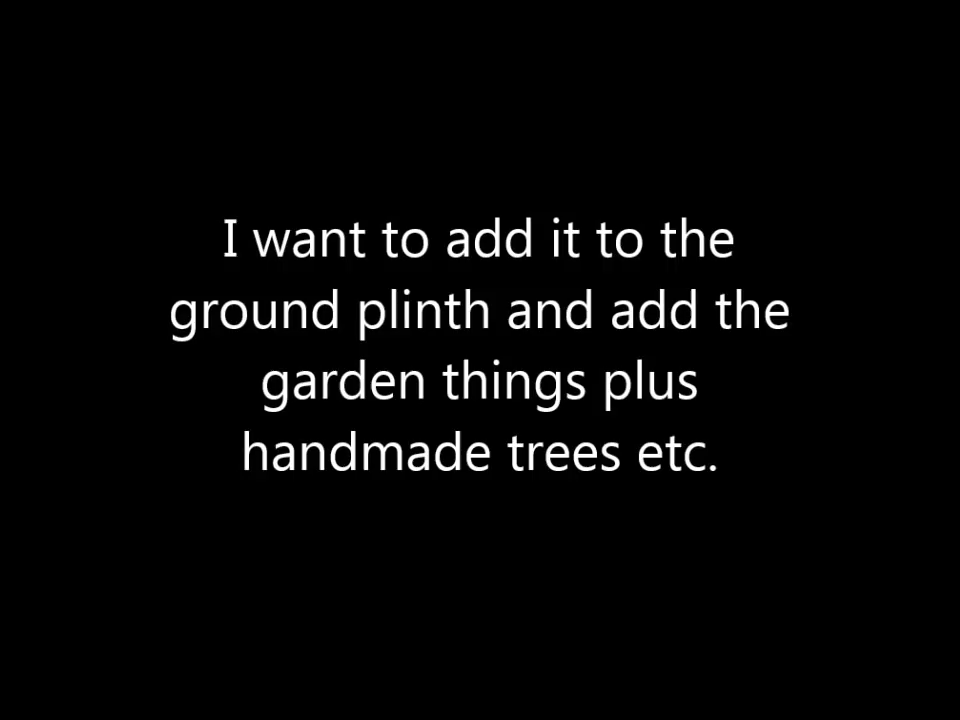 I want to add it to the
ground plinth and add the
garden things plus
handmade trees etc.